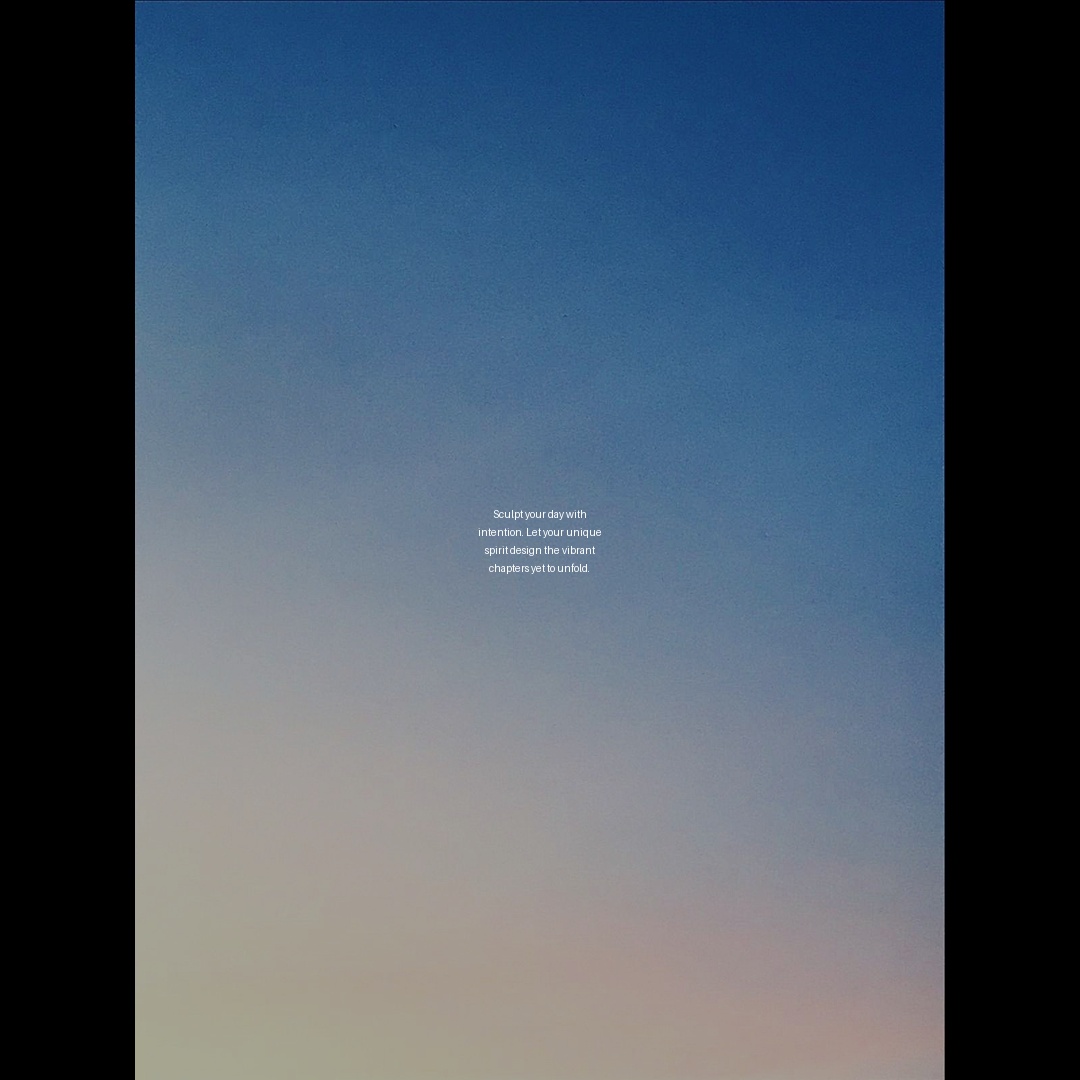 Sculpt your day with
intention. Let your unique
spirit design the vibrant
chapters yet to unfold.